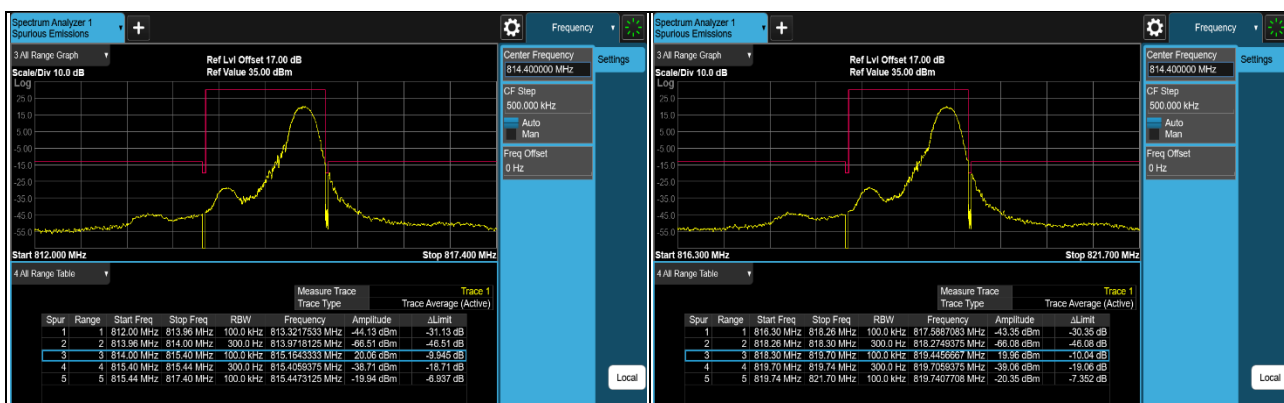 Spectrum Analyzer 1
Spurious Emissions
+
Frequency
3 All Range Graph
Scale/Div 10.0 dB
Ref Lvl Offset 17.00 dB
Ref Value 35.00 dBm
Log
25.0
15.0
5.00
-5.00
-15.0
-25.0
-35.0
-45.0
-55.0
Start 812.000 MHz
Stop 817.400 MHz
Center Frequency
814.400000 MHz
Settings
CF Step
500.000 kHz
Auto
Man
Freq Offset
0 Hz
4 All Range Table
Measure Trace Trace 1
Trace Type Trace Average (Active)
Spur Range Start Freq Stop Freq RBW Frequency Amplitude ΔLimit
1 1 812.00 MHz 813.96 MHz 100.0 kHz 813.3217533 MHz -44.13 dBm -31.13 dB
2 2 813.96 MHz 814.00 MHz 300.0 Hz 813.9718125 MHz -66.51 dBm -46.51 dB
3 3 814.00 MHz 815.40 MHz 100.0 kHz 815.1643333 MHz 20.06 dBm -9.945 dB
4 4 815.40 MHz 815.44 MHz 300.0 Hz 815.4059375 MHz -38.71 dBm -18.71 dB
5 5 815.44 MHz 817.40 MHz 100.0 kHz 815.4473125 MHz -19.94 dBm -6.937 dB
Local
Spectrum Analyzer 1
Spurious Emissions
+
Frequency
3 All Range Graph
Scale/Div 10.0 dB
Ref Lvl Offset 17.00 dB
Ref Value 35.00 dBm
Log
25.0
15.0
5.00
-5.00
-15.0
-25.0
-35.0
-45.0
-55.0
Start 816.300 MHz
Stop 821.700 MHz
Center Frequency
814.400000 MHz
Settings
CF Step
500.000 kHz
Auto
Man
Freq Offset
0 Hz
4 All Range Table
Measure Trace Trace 1
Trace Type Trace Average (Active)
Spur Range Start Freq Stop Freq RBW Frequency Amplitude ΔLimit
1 1 816.30 MHz 818.26 MHz 100.0 kHz 817.5887083 MHz -43.35 dBm -30.35 dB
2 2 818.26 MHz 818.30 MHz 300.0 Hz 818.2749375 MHz -66.08 dBm -46.08 dB
3 3 818.30 MHz 819.70 MHz 100.0 kHz 819.4456667 MHz 19.96 dBm -10.04 dB
4 4 819.70 MHz 819.74 MHz 300.0 Hz 819.7059375 MHz -39.06 dBm -19.06 dB
5 5 819.74 MHz 821.70 MHz 100.0 kHz 819.7407708 MHz -20.35 dBm -7.352 dB
Local